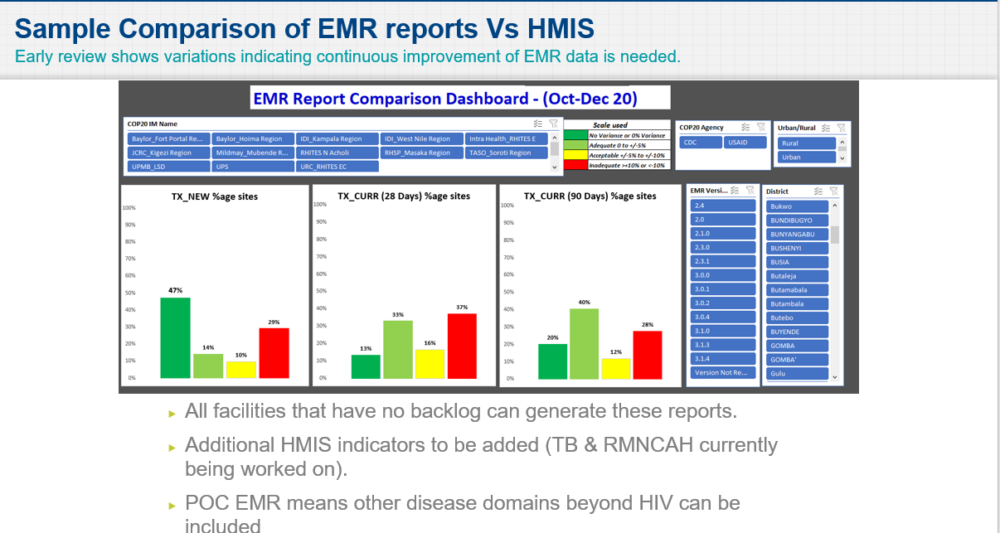 Sample Comparison of EMR reports Vs HMIS
Early review shows variations indicating continuous improvement of EMR data is needed.
EMR Report Comparison Dashboard - (Oct-Dec 20)
COP20 IM Name
Baylor_Fort Portal Re...
Baylor_Hoima Region
IDI_Kampala Region
IDI_West Nile Region
Intra Health_RHITES E
JCRC_Kigezi Region
Mildmay_Mubende R...
RHITES N Acholi
RHSP_Masaka Region
TASO_Soroti Region
UPMB_LSD
UPS
URC_RHITES EC
Scale used
No Variance or 0% Variance
Adequate 0 to +/-5%
Acceptable +/-5% to +/-10%
Inadequate >+10% or <-10%
COP20 Agency
CDC
USAID
Urban/Rural
Rural
Urban
TX_NEW %age sites
100%
90%
80%
70%
60%
50%
40%
30%
20%
10%
0%
47%
14%
10%
29%
TX_CURR (28 Days) %age sites
100%
90%
80%
70%
60%
50%
40%
30%
20%
10%
0%
13%
33%
16%
37%
TX_CURR (90 Days) %age sites
100%
90%
80%
70%
60%
50%
40%
30%
20%
10%
0%
20%
40%
12%
28%
EMR Versi...
2.4
2.0
2.1.0
2.3.0
2.3.1
3.0.0
3.0.1
3.0.2
3.0.4
3.1.0
3.1.3
3.1.4
Version Not Re...
District
Bukwo
BUNDIBUGYO
BUNYANGABU
BUSHENYI
BUSIA
Butaleja
Butamabala
Butambala
Butebo
BUYENDE
GOMBA
GOMBA'
Gulu
All facilities that have no backlog can generate these reports.
Additional HMIS indicators to be added (TB & RMNCAH currently
being worked on).
POC EMR means other disease domains beyond HIV can be
included